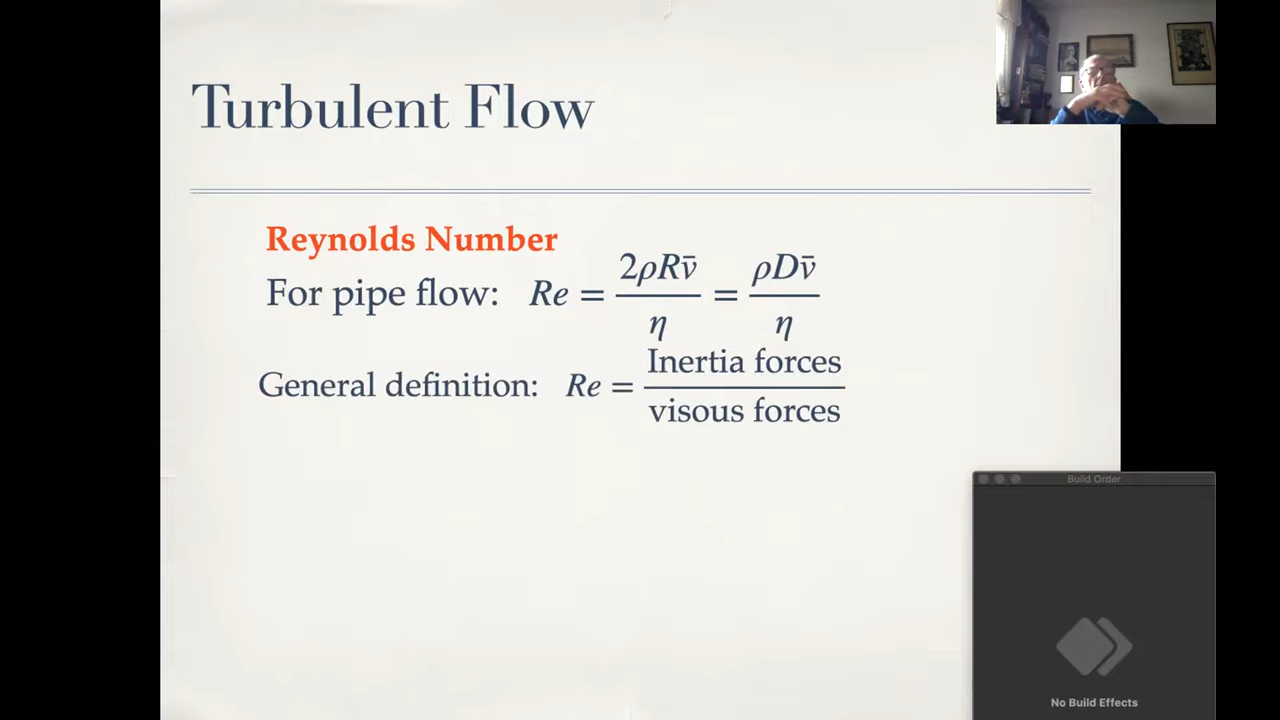 Turbulent Flow
Reynolds Number
For pipe flow: Re = 2ρRv̄/η = ρDv̄/η
General definition: Re = Inertia forces/visous forces
Build Order
No Build Effects